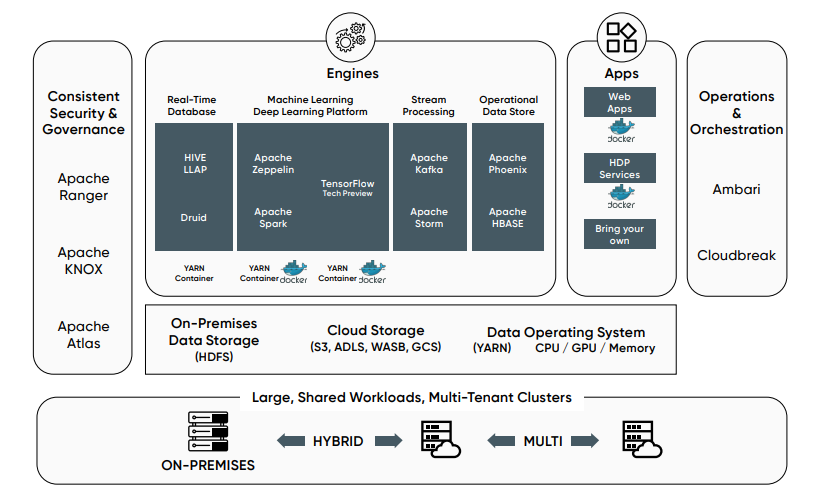 Consistent
Security &
Governance
Apache
Ranger
Apache
KNOX
Apache
Atlas
Engines
Real-Time
Database
HIVE
LLAP
Druid
YARN
Container
Machine Learning
Deep Learning Platform
Apache
Zeppelin
TensorFlow
Tech Preview
Apache
Spark
YARN
Container
docker
YARN
Container
docker
Stream
Processing
Apache
Kafka
Apache
Storm
Operational
Data Store
Apache
Phoenix
Apache
HBASE
Apps
Web
Apps
docker
HDP
Services
docker
Bring your
own
Operations
&
Orchestration
Ambari
Cloudbreak
On-Premises
Data Storage
(HDFS)
Cloud Storage
(S3, ADLS, WASB, GCS)
Data Operating System
(YARN) CPU / GPU / Memory
Large, Shared Workloads, Multi-Tenant Clusters
ON-PREMISES
HYBRID
MULTI